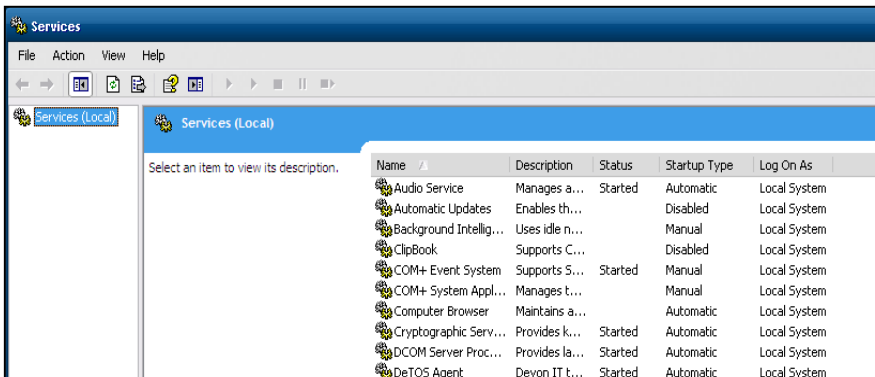 Services
File Action View Help
Services (Local)
Services (Local)
Select an item to view its description.
Name Description Status Startup Type Log On As
Audio Service Manages a... Started Automatic Local System
Automatic Updates Enables th... Disabled Local System
Background Intellig... Uses idle n... Manual Local System
ClipBook Supports C... Disabled Local System
COM+ Event System Supports S... Started Manual Local System
COM+ System Appl... Manages t... Manual Local System
Computer Browser Maintains a... Automatic Local System
Cryptographic Serv... Provides k... Started Automatic Local System
DCOM Server Proc... Provides la... Started Automatic Local System
DeTOS Agent Devon IT t... Started Automatic Local System